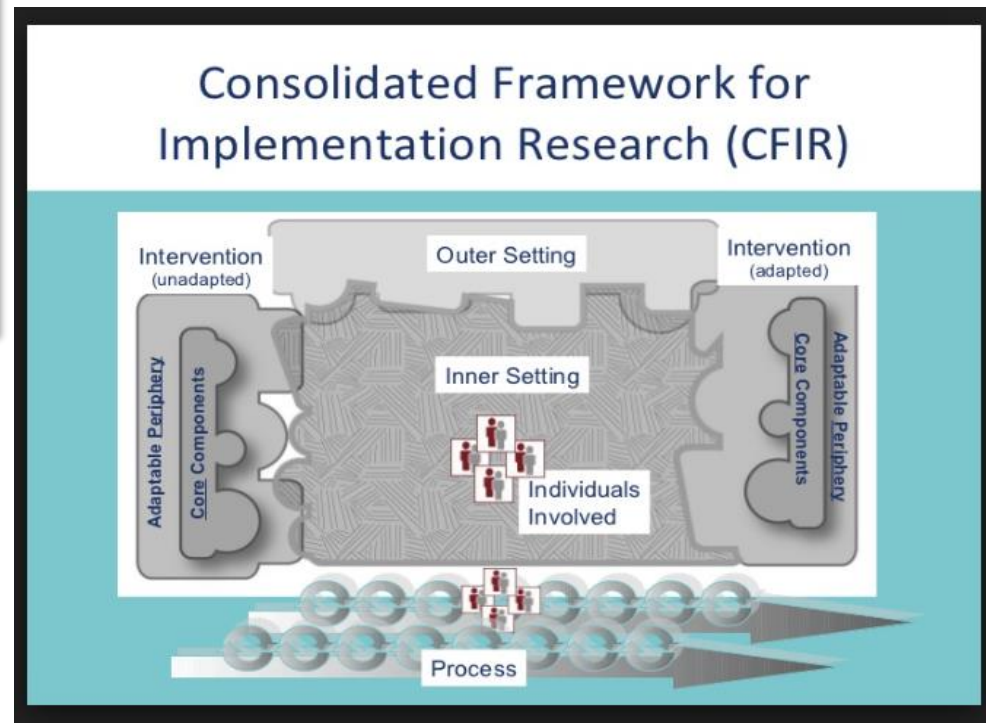 Consolidated Framework for
Implementation Research (CFIR)
Intervention
(unadapted)
Outer Setting
Intervention
(adapted)
Adaptable Periphery
Core Components
Inner Setting
Individuals
Involved
Core Components
Adaptable Periphery
Process